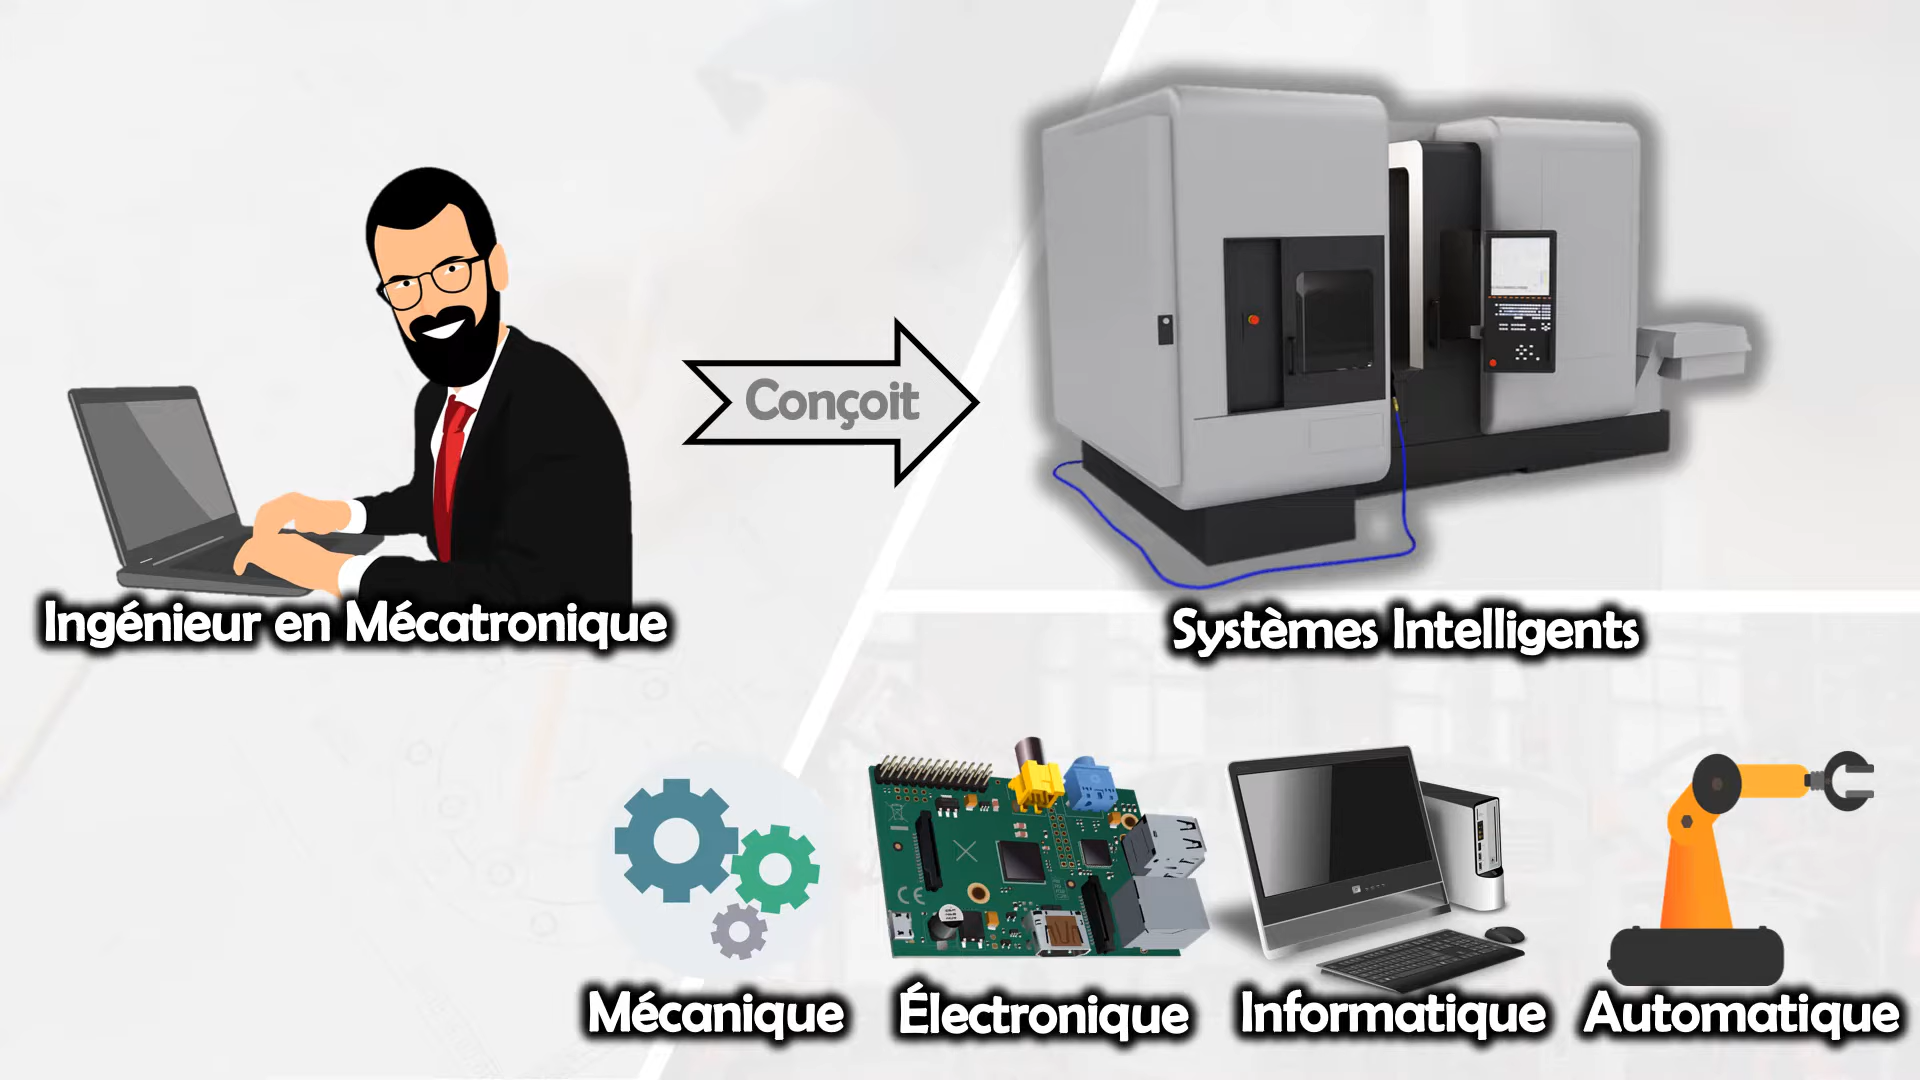 Conçoit
Ingénieur en Mécatronique
Systèmes Intelligents
Mécanique
Électronique
Informatique
Automatique